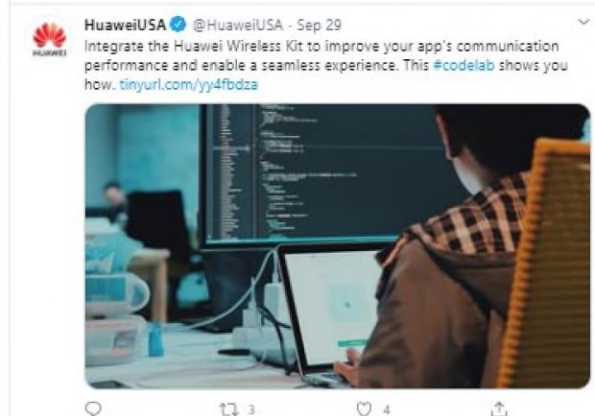 HuaweiUSA @HuaweiUSA · Sep 29
Integrate the Huawei Wireless Kit to improve your app's communication
performance and enable a seamless experience. This #codelab shows you
how. tinyurl.com/yy4fbdza
HUAWEI
3 4